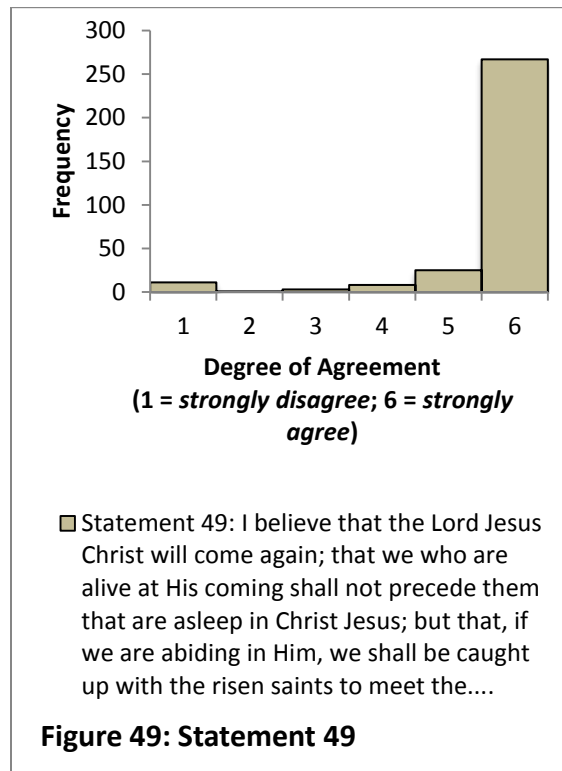 300
250
200
150
100
50
0
Frequency
1 2 3 4 5 6
Degree of Agreement
(1 = strongly disagree; 6 = strongly
agree)
Statement 49: I believe that the Lord Jesus
Christ will come again; that we who are
alive at His coming shall not precede them
that are asleep in Christ Jesus; but that, if
we are abiding in Him, we shall be caught
up with the risen saints to meet the....
Figure 49: Statement 49